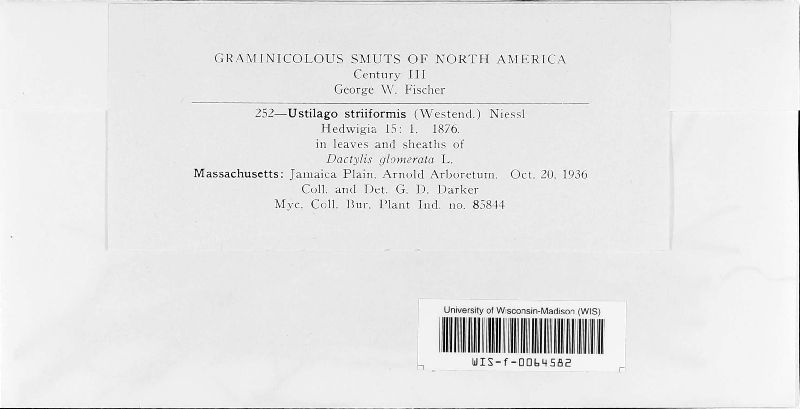 GRAMINICOLOUS SMUTS OF NORTH AMERICA
Century III
George W. Fischer
252—Ustilago striiformis (Westend.) Niessl
Hedwigia 15: 1. 1876.
in leaves and sheaths of
Dactylis glomerata L.
Massachusetts: Jamaica Plain, Arnold Arboretum. Oct. 20, 1936
Coll. and Det. G. D. Darker
Myc. Coll. Bur. Plant Ind. no. 85844
University of Wisconsin-Madison (WIS)
WIS-f-0064582